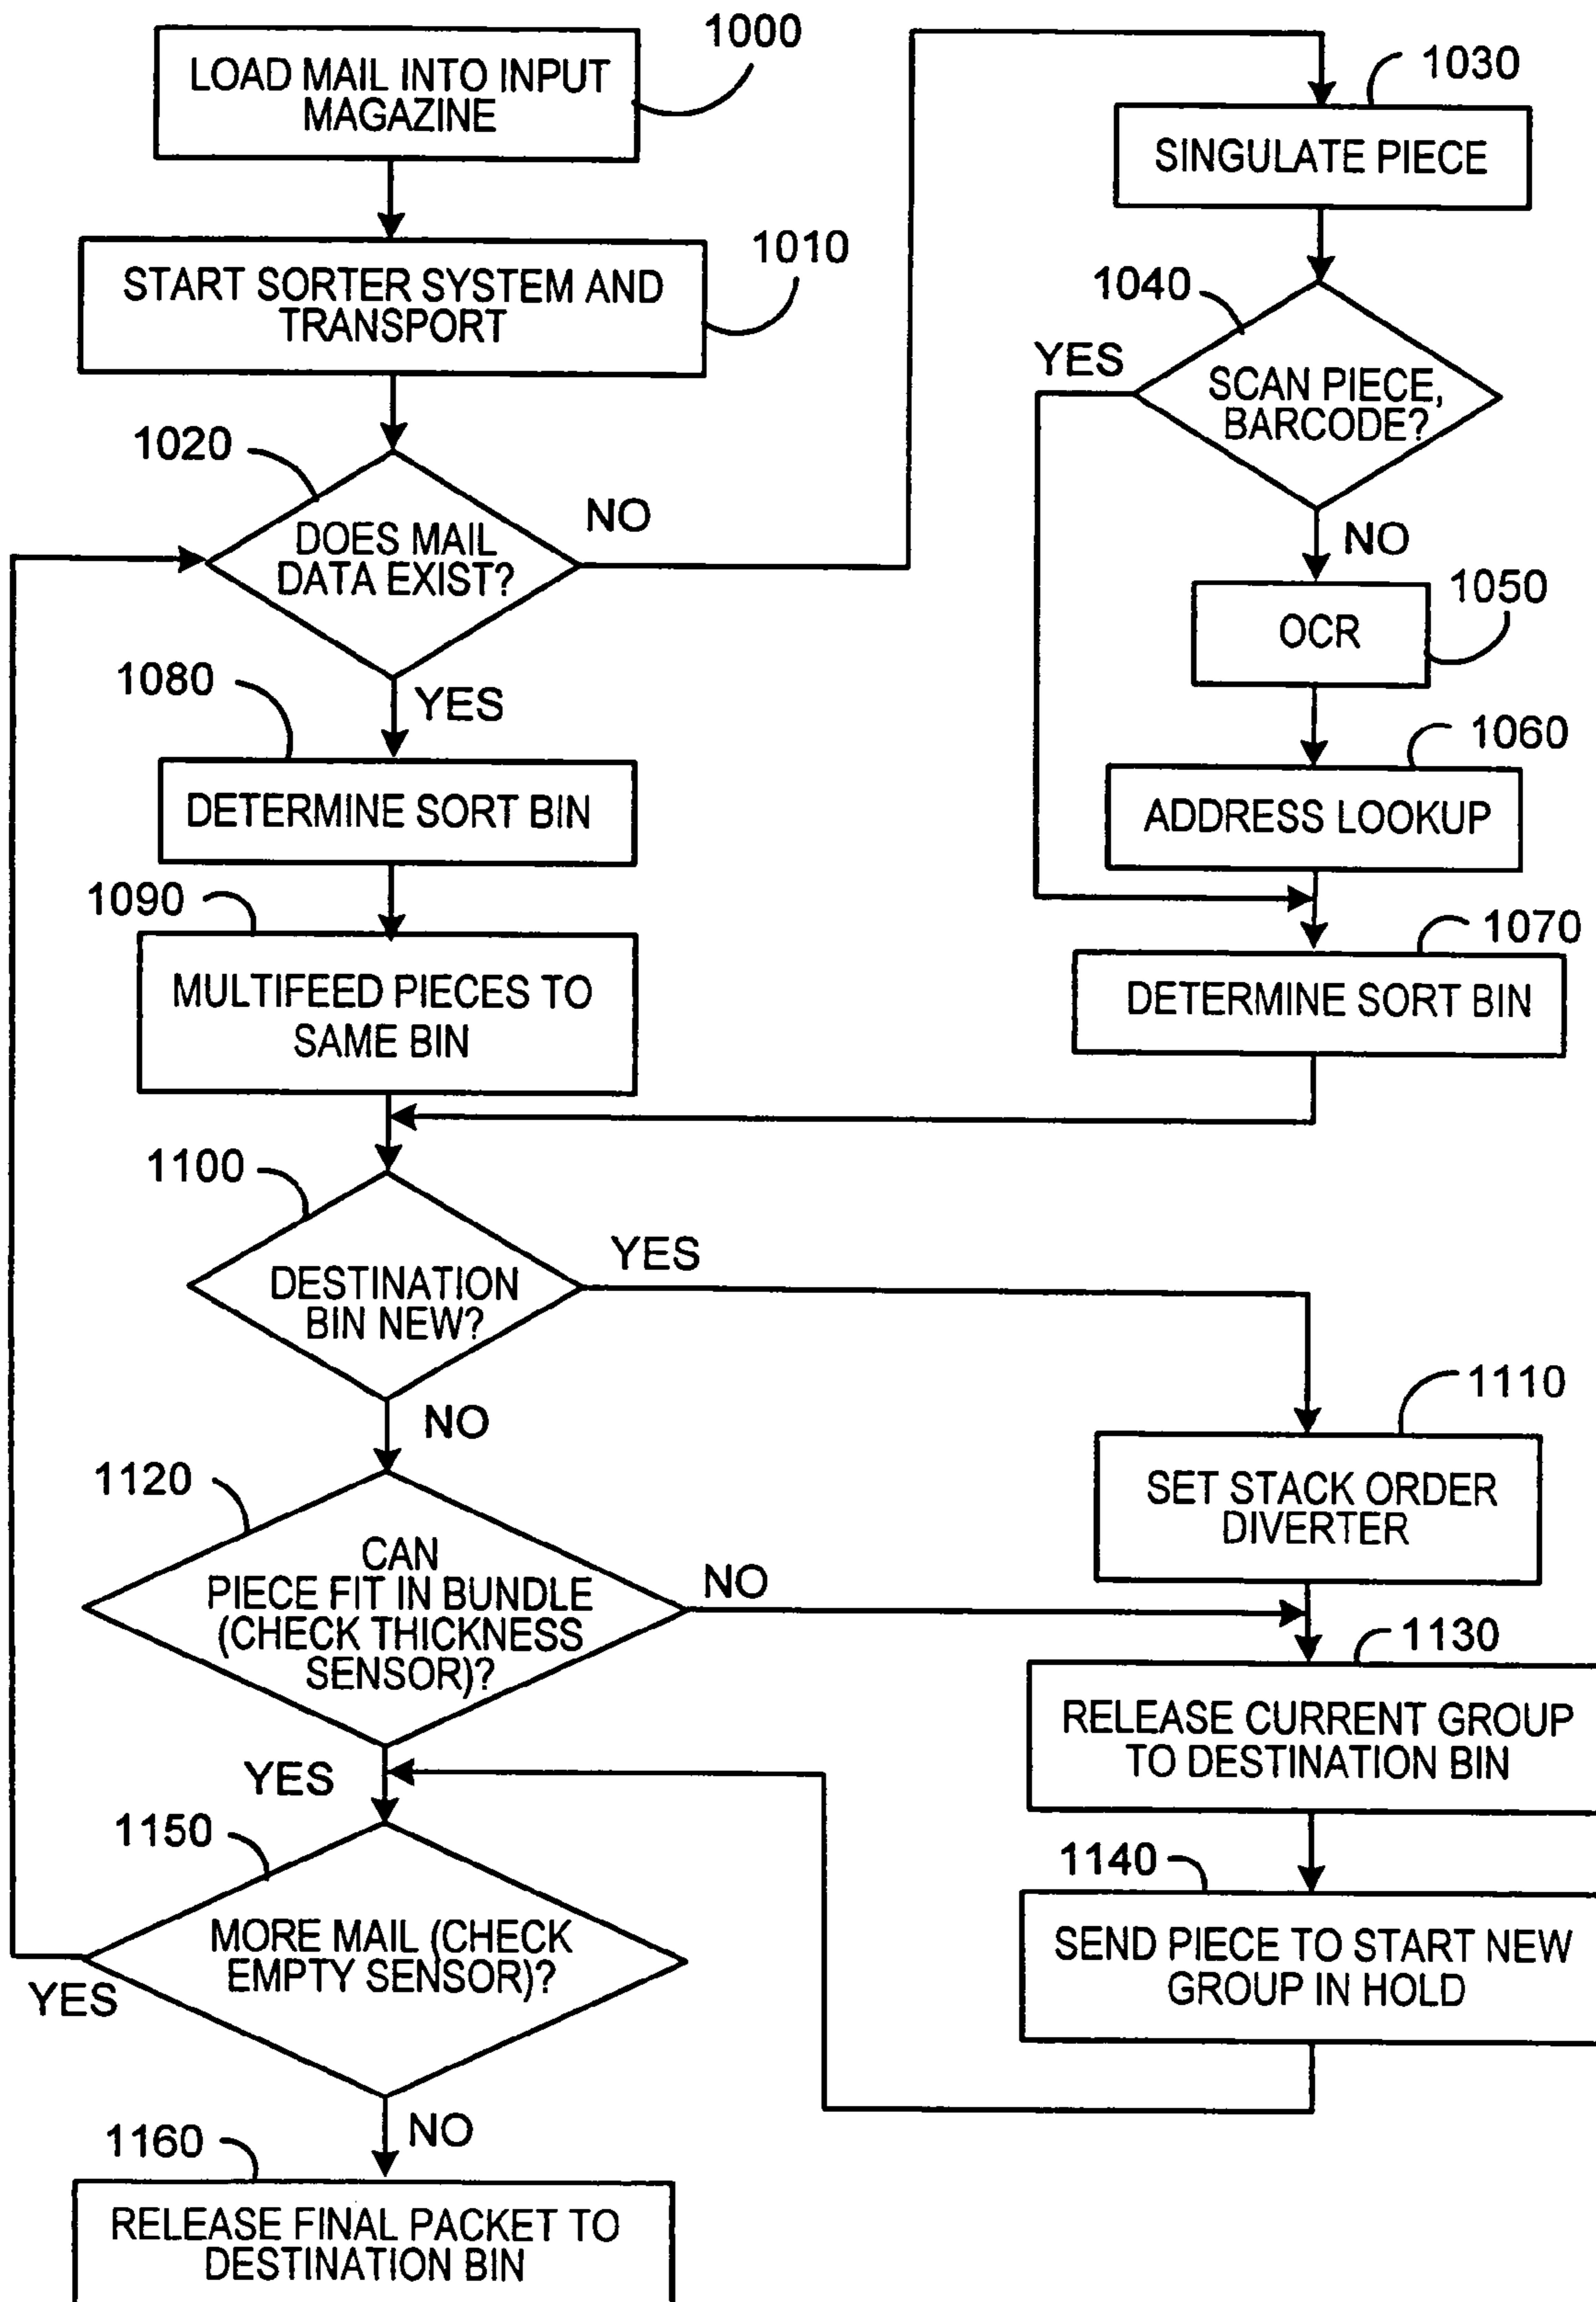 1000
LOAD MAIL INTO INPUT
MAGAZINE
1010
START SORTER SYSTEM AND
TRANSPORT
1020
DOES MAIL
DATA EXIST?
NO
YES
1030
SINGULATE PIECE
1040
SCAN PIECE,
BARCODE?
YES
NO
1050
OCR
1060
ADDRESS LOOKUP
1070
DETERMINE SORT BIN
1080
DETERMINE SORT BIN
1090
MULTIFEED PIECES TO
SAME BIN
1100
DESTINATION
BIN NEW?
YES
NO
1110
SET STACK ORDER
DIVERTER
1120
CAN
PIECE FIT IN BUNDLE
(CHECK THICKNESS
SENSOR)?
NO
YES
1130
RELEASE CURRENT GROUP
TO DESTINATION BIN
1140
SEND PIECE TO START NEW
GROUP IN HOLD
1150
MORE MAIL (CHECK
EMPTY SENSOR)?
YES
NO
1160
RELEASE FINAL PACKET TO
DESTINATION BIN